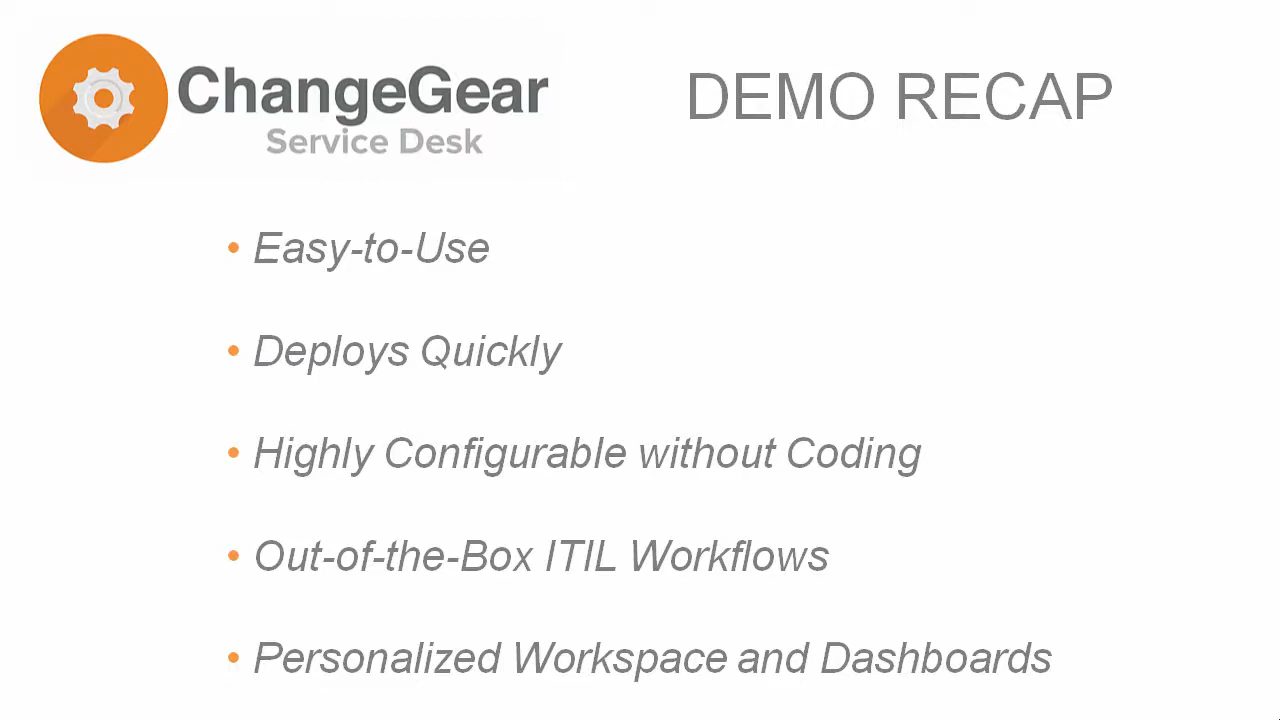 ChangeGear
Service Desk
DEMO RECAP
• Easy-to-Use
• Deploys Quickly
• Highly Configurable without Coding
• Out-of-the-Box ITIL Workflows
• Personalized Workspace and Dashboards